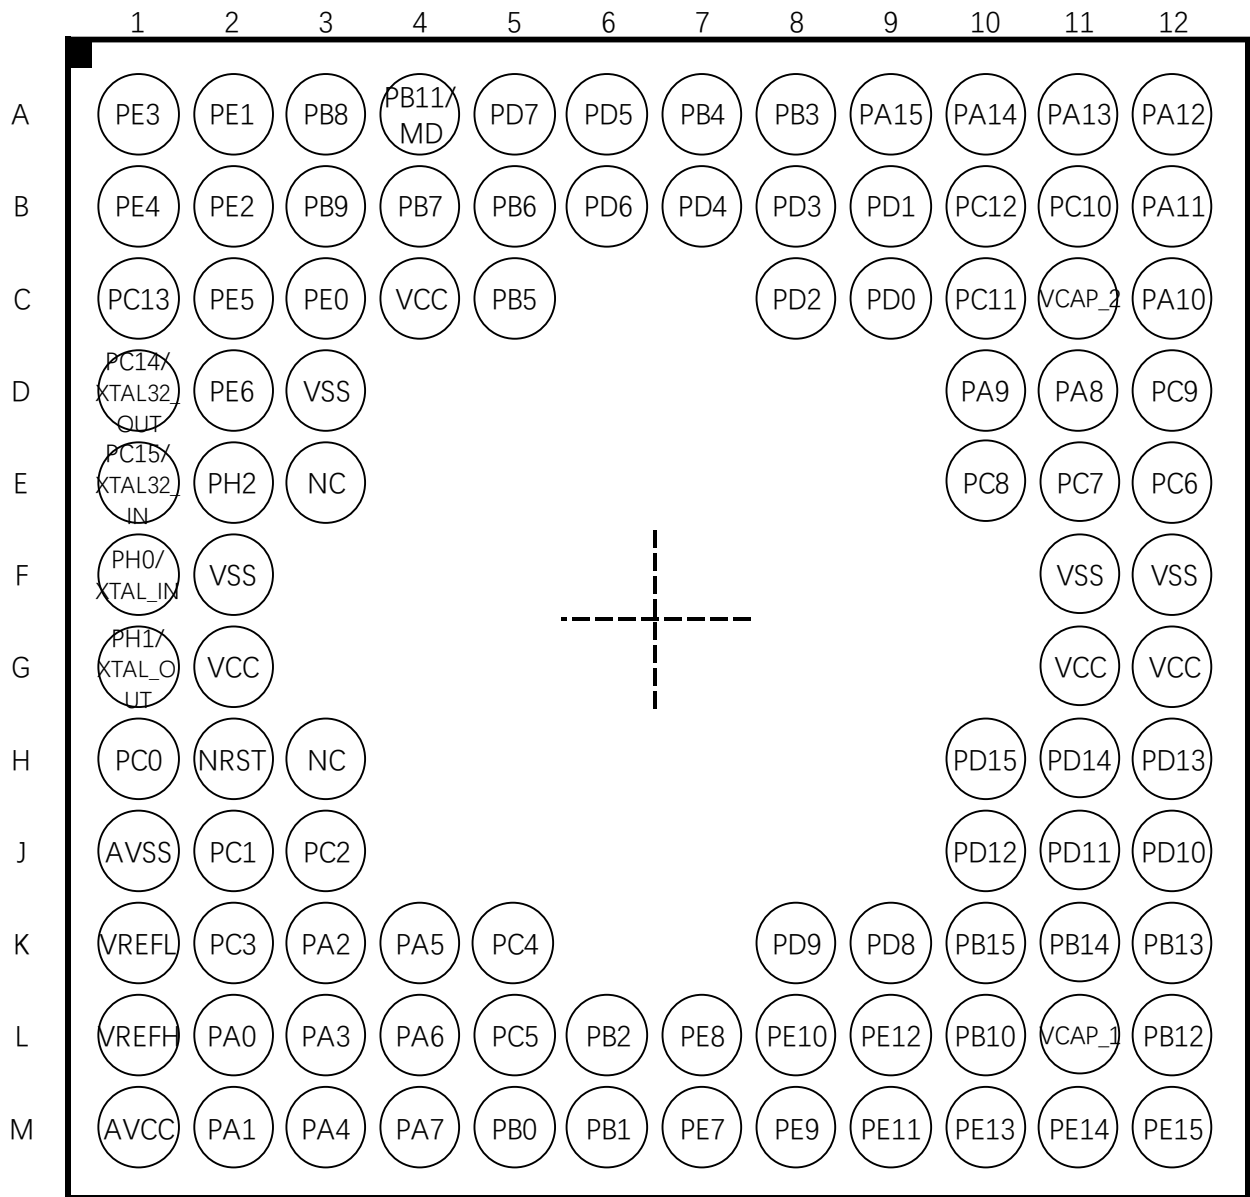 1 2 3 4 5 6 7 8 9 10 11 12
A PE3 PE1 PB8 PB11/ MD PD7 PD5 PB4 PB3 PA15 PA14 PA13 PA12
B PE4 PE2 PB9 PB7 PB6 PD6 PD4 PD3 PD1 PC12 PC10 PA11
C PC13 PE5 PE0 VCC PB5 PD2 PD0 PC11 VCAP_2 PA10
D PC14/ XTAL32_ OUT PE6 VSS PA9 PA8 PC9
E PC15/ XTAL32_ IN PH2 NC PC8 PC7 PC6
F PH0/ XTAL_IN VSS VSS VSS
G PH1/ XTAL_O UT VCC VCC VCC
H PC0 NRST NC PD15 PD14 PD13
J AVSS PC1 PC2 PD12 PD11 PD10
K VREFL PC3 PA2 PA5 PC4 PD9 PD8 PB15 PB14 PB13
L VREFH PA0 PA3 PA6 PC5 PB2 PE8 PE10 PE12 PB10 VCAP_1 PB12
M AVCC PA1 PA4 PA7 PB0 PB1 PE7 PE9 PE11 PE13 PE14 PE15